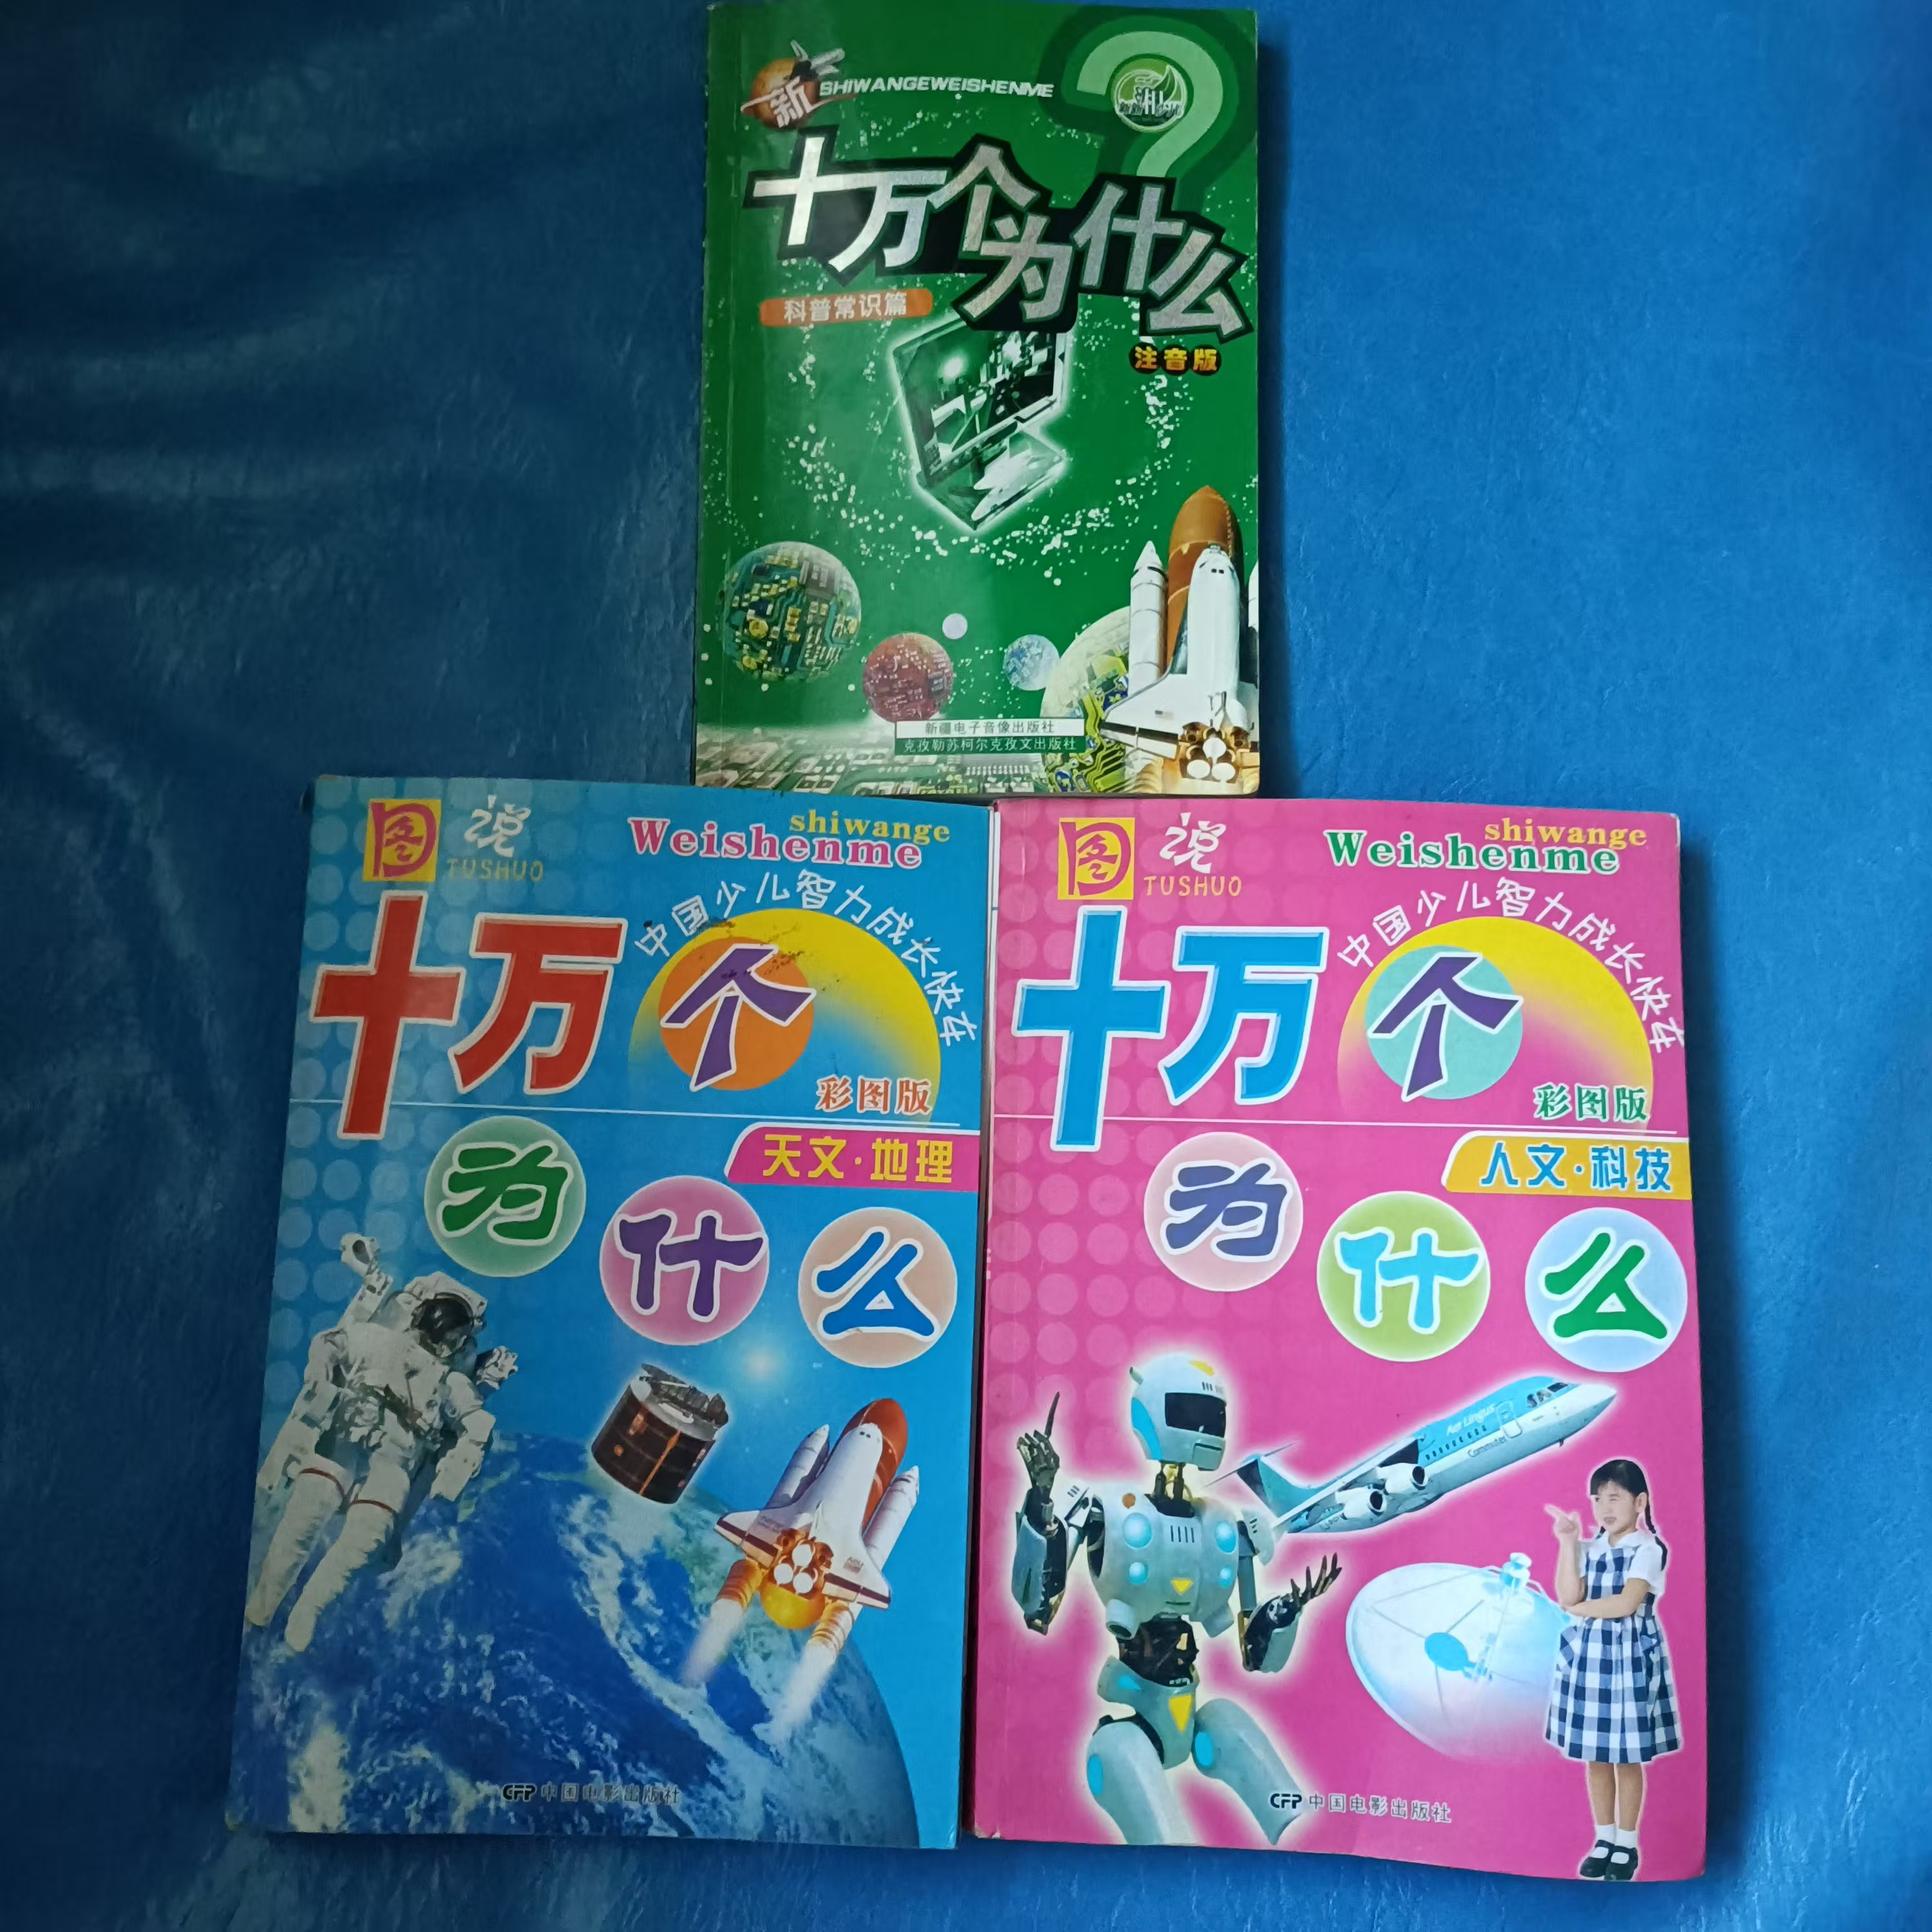 新
SHIWANGEWEISHENME
湘
十万个为什么
科普常识篇
注音版
新疆电子音像出版社
克孜勒苏柯尔克孜文出版社
图说
TUSHUO
shiwange
Weishenme
中国少儿智力成长快车
十万个
彩图版
天文·地理
为什么
CFP 中国电影出版社
图说
TUSHUO
shiwange
Weishenme
中国少儿智力成长快车
十万个
彩图版
人文·科技
为什么
Aer Lingus
Commuter
CFP 中国电影出版社